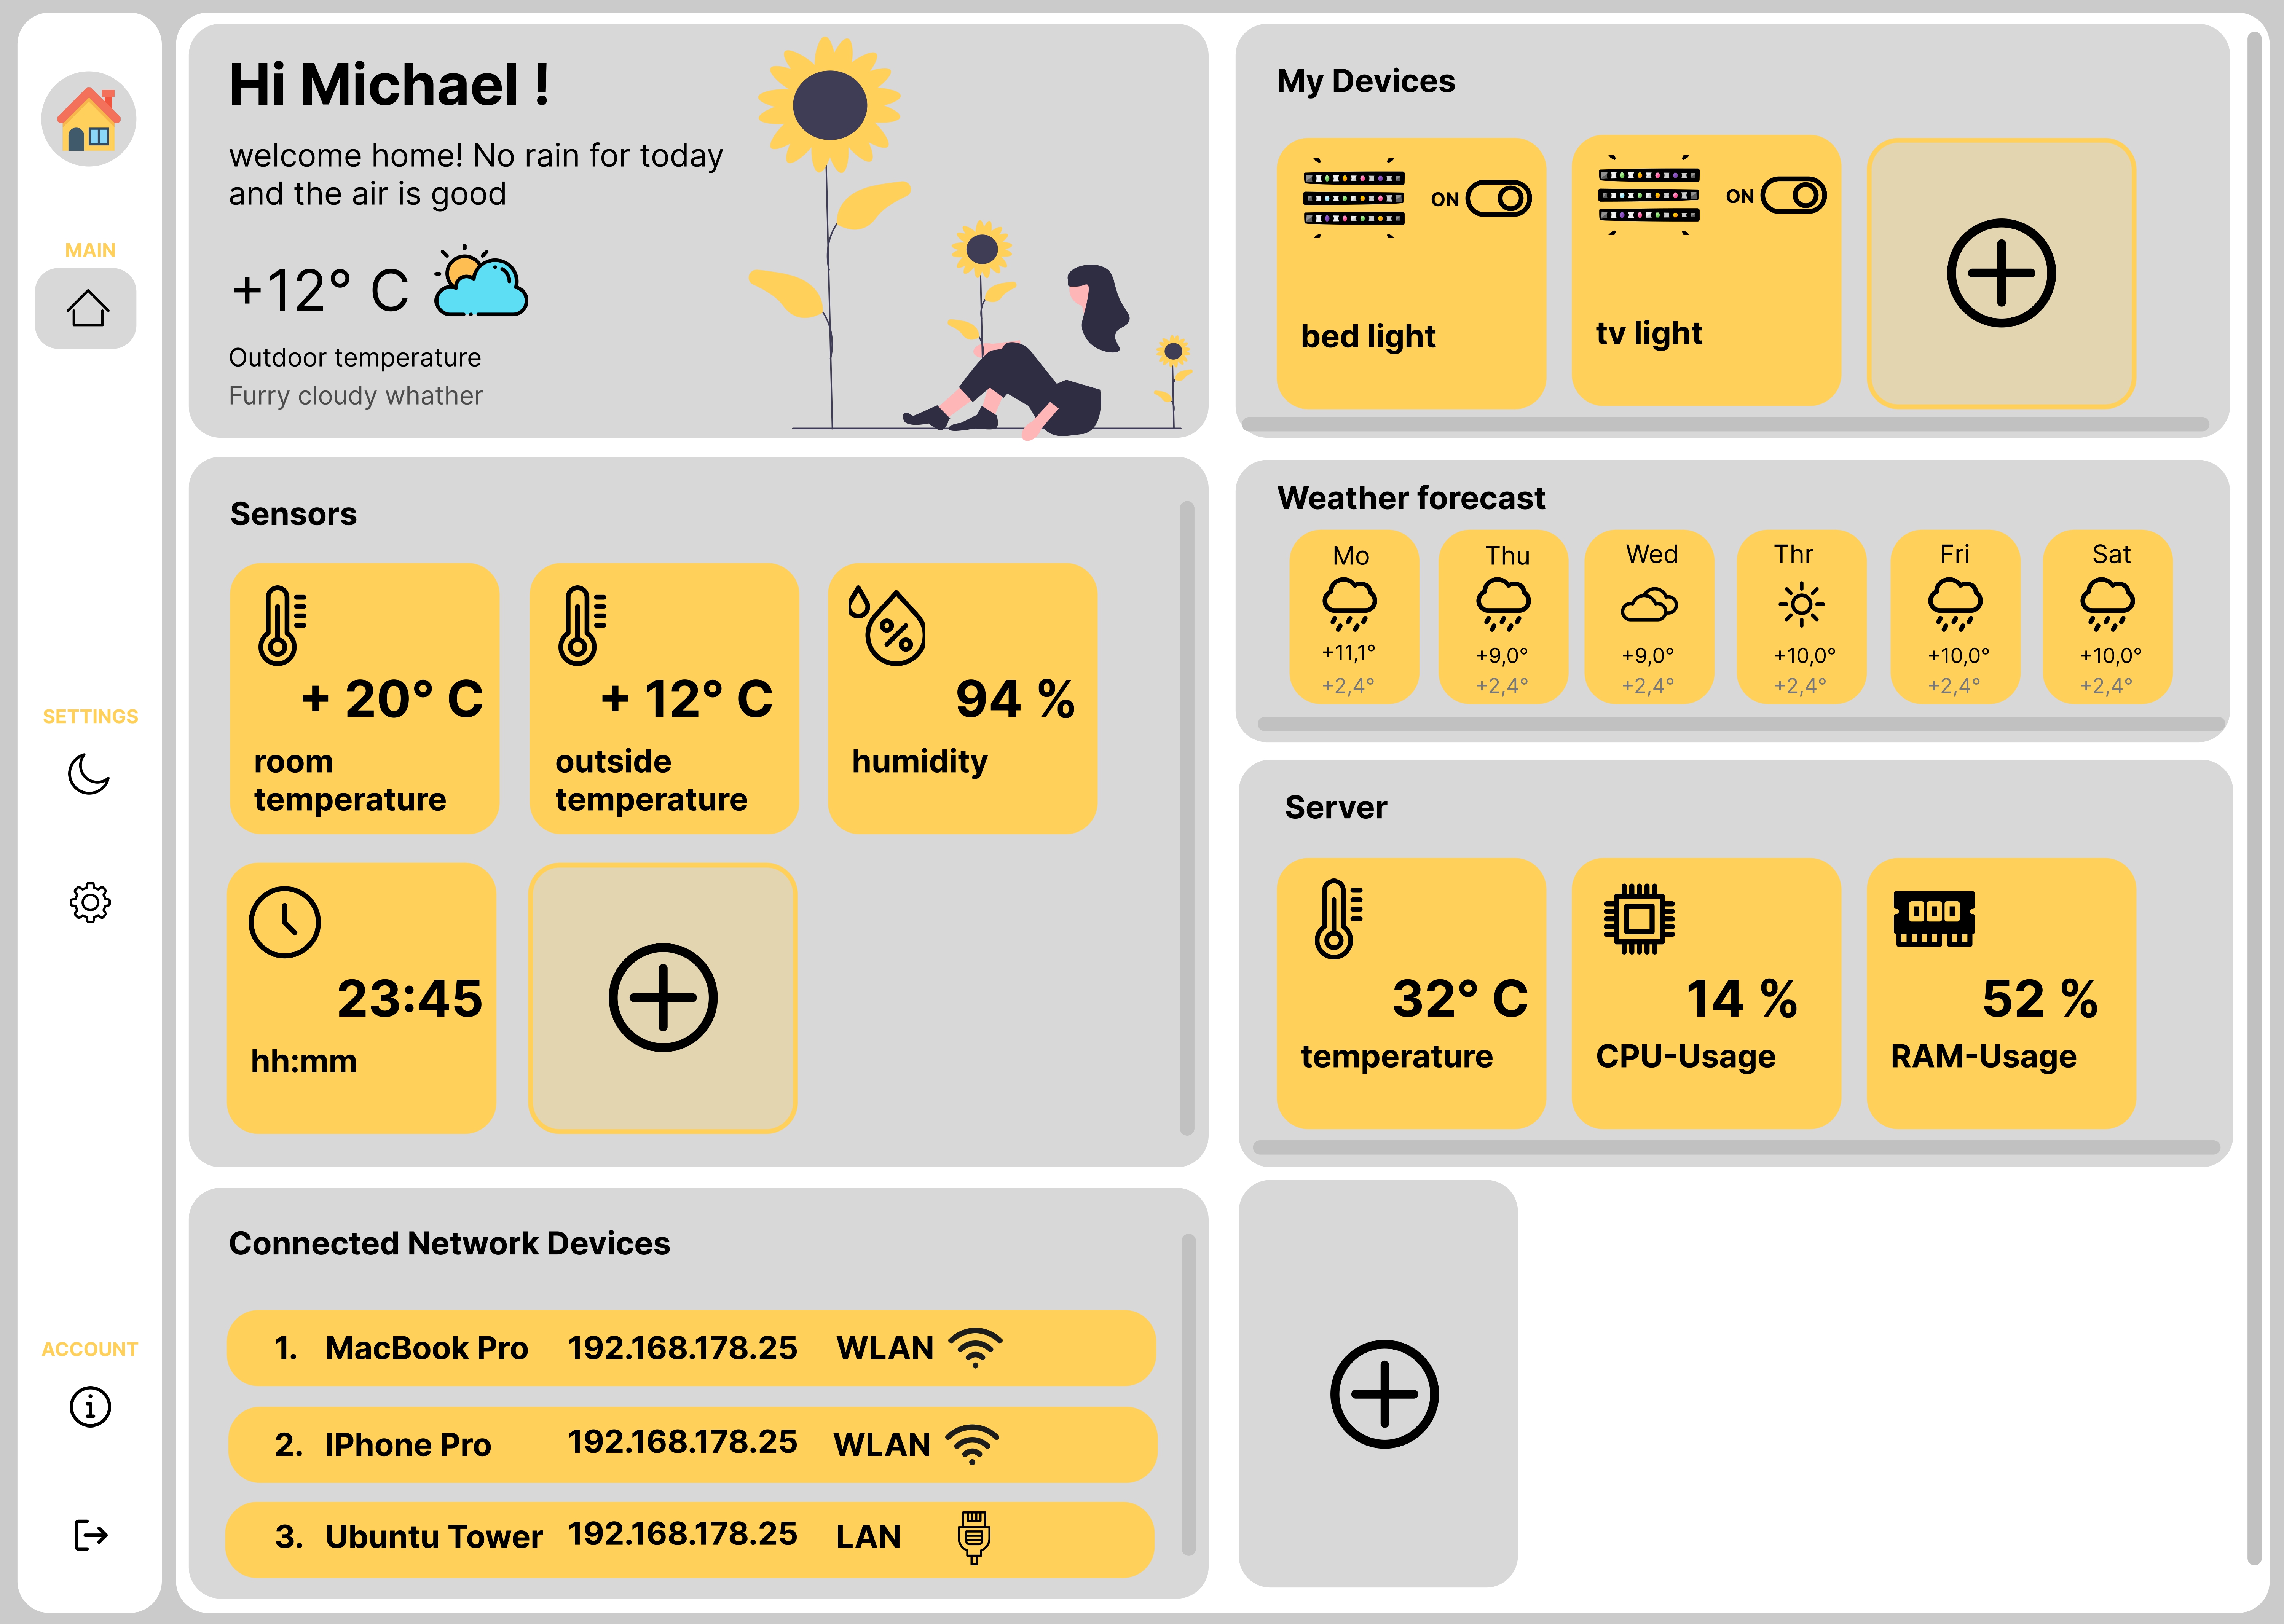 MAIN
SETTINGS
ACCOUNT
Hi Michael !
welcome home! No rain for today
and the air is good
+12° C
Outdoor temperature
Furry cloudy whather
My Devices
ON
bed light
ON
tv light
Sensors
+ 20° C
room
temperature
+ 12° C
outside
temperature
94 %
humidity
23:45
hh:mm
Weather forecast
Mo
+11,1°
+2,4°
Thu
+9,0°
+2,4°
Wed
+9,0°
+2,4°
Thr
+10,0°
+2,4°
Fri
+10,0°
+2,4°
Sat
+10,0°
+2,4°
Server
32° C
temperature
14 %
CPU-Usage
52 %
RAM-Usage
Connected Network Devices
1. MacBook Pro 192.168.178.25 WLAN
2. IPhone Pro 192.168.178.25 WLAN
3. Ubuntu Tower 192.168.178.25 LAN